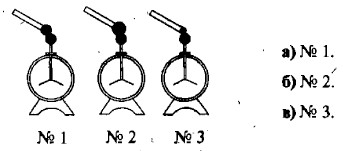 а) № 1.
б) № 2.
в) № 3.
№ 1 № 2 № 3